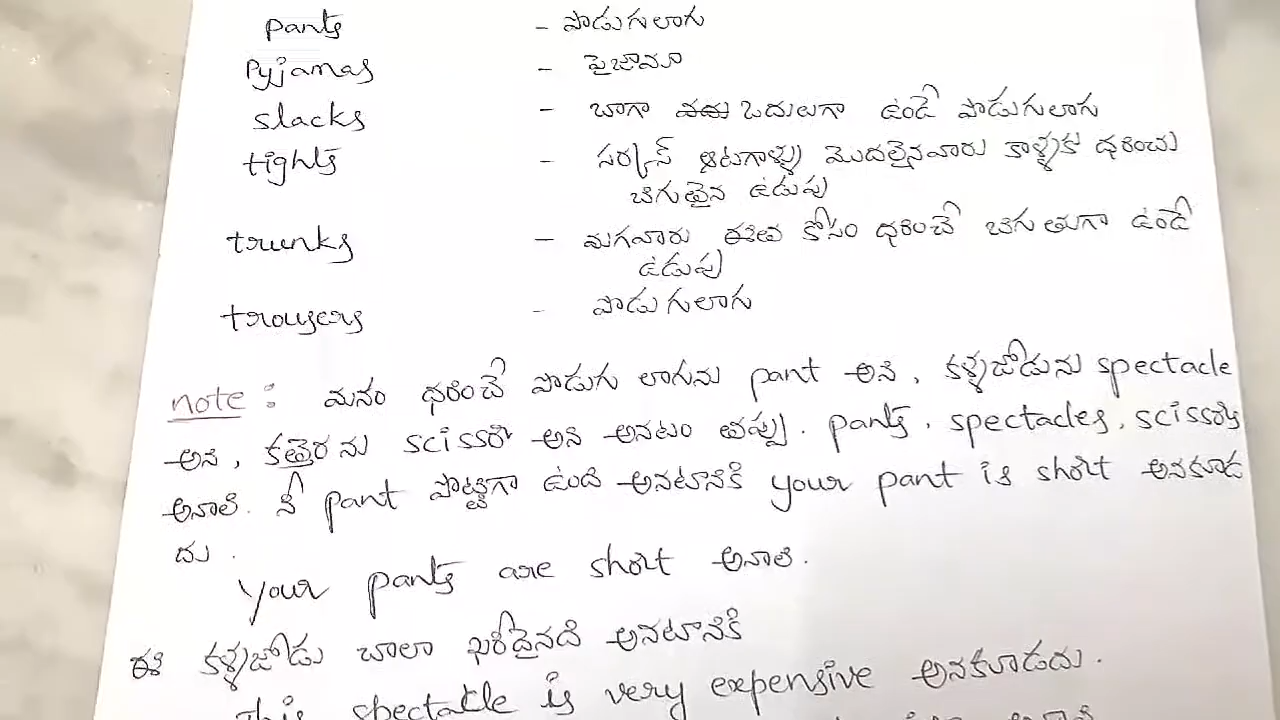 pants - పొడుగులాగు
Pyjamas - పైజామా
slacks - బాగా ఒదులుగా ఉండే పొడుగులాగు
tights - సర్కస్ ఆటగాళ్ళు మొదలైనవారు కాళ్ళకు ధరించు
బిగుతైన ఉడుపు
trunks - మగవారు ఈత కోసం ధరించే బిగుతుగా ఉండే
ఉడుపు
trousers - పొడుగులాగు
note : మనం ధరించే పొడుగు లాగును pant అని, కళ్ళజోడును spectacle
అని, కత్తెరను scissor అని అనటం తప్పు. pants, spectacles, scissors
అనాలి. నీ pant పొట్టిగా ఉంది అనటానికి your pant is short అనకూడ
దు.
Your pants are short అనాలి.
ఈ కళ్ళజోడు చాలా ఖరీదైనది అనటానికి
This spectacle is very expensive అనకూడదు.